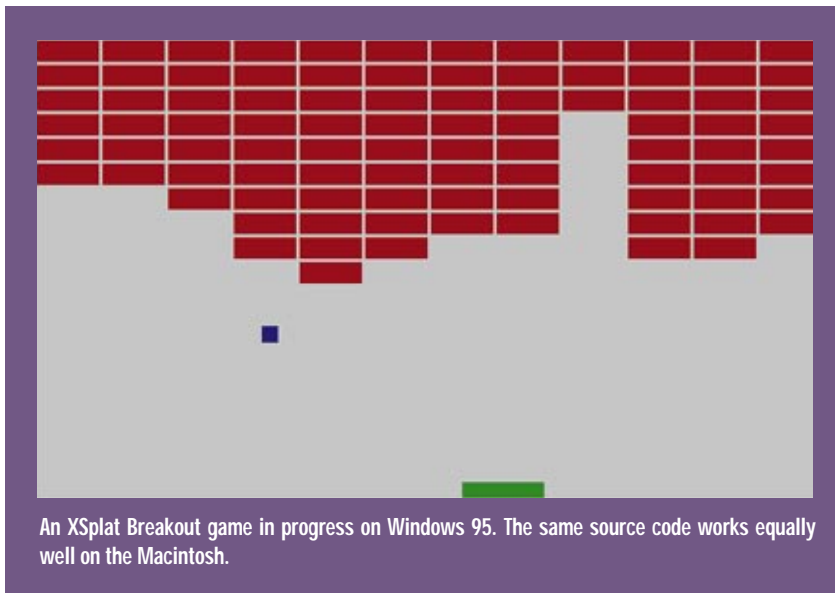 An XSplat Breakout game in progress on Windows 95. The same source code works equally
well on the Macintosh.